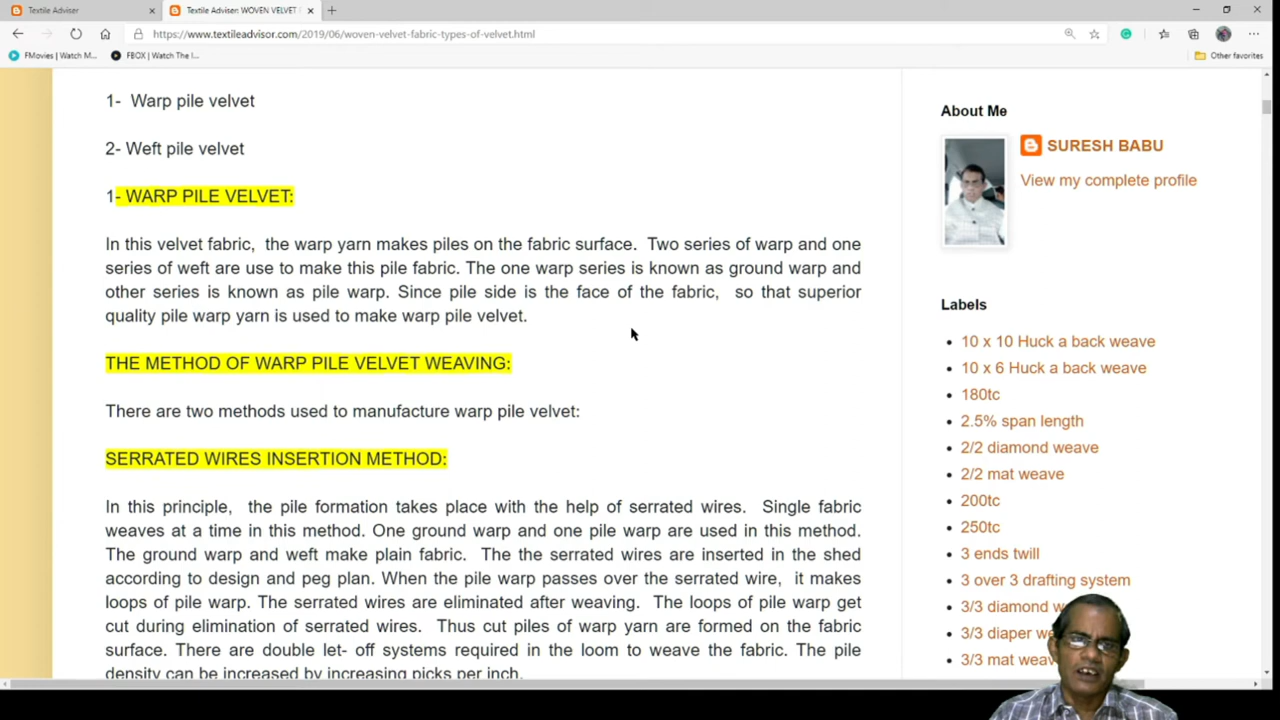 Textile Adviser
Textile Adviser: WOVEN VELVET
https://www.textileadvisor.com/2019/06/woven-velvet-fabric-types-of-velvet.html
FMovies | Watch M...
FBOX | Watch The I...
Other favorites
1- Warp pile velvet
2- Weft pile velvet
1- WARP PILE VELVET:
In this velvet fabric, the warp yarn makes piles on the fabric surface. Two series of warp and one
series of weft are use to make this pile fabric. The one warp series is known as ground warp and
other series is known as pile warp. Since pile side is the face of the fabric, so that superior
quality pile warp yarn is used to make warp pile velvet.
THE METHOD OF WARP PILE VELVET WEAVING:
There are two methods used to manufacture warp pile velvet:
SERRATED WIRES INSERTION METHOD:
In this principle, the pile formation takes place with the help of serrated wires. Single fabric
weaves at a time in this method. One ground warp and one pile warp are used in this method.
The ground warp and weft make plain fabric. The the serrated wires are inserted in the shed
according to design and peg plan. When the pile warp passes over the serrated wire, it makes
loops of pile warp. The serrated wires are eliminated after weaving. The loops of pile warp get
cut during elimination of serrated wires. Thus cut piles of warp yarn are formed on the fabric
surface. There are double let- off systems required in the loom to weave the fabric. The pile
density can be increased by increasing picks per inch.
About Me
SURESH BABU
View my complete profile
Labels
10 x 10 Huck a back weave
10 x 6 Huck a back weave
180tc
2.5% span length
2/2 diamond weave
2/2 mat weave
200tc
250tc
3 ends twill
3 over 3 drafting system
3/3 diamond
3/3 diaper
3/3 mat